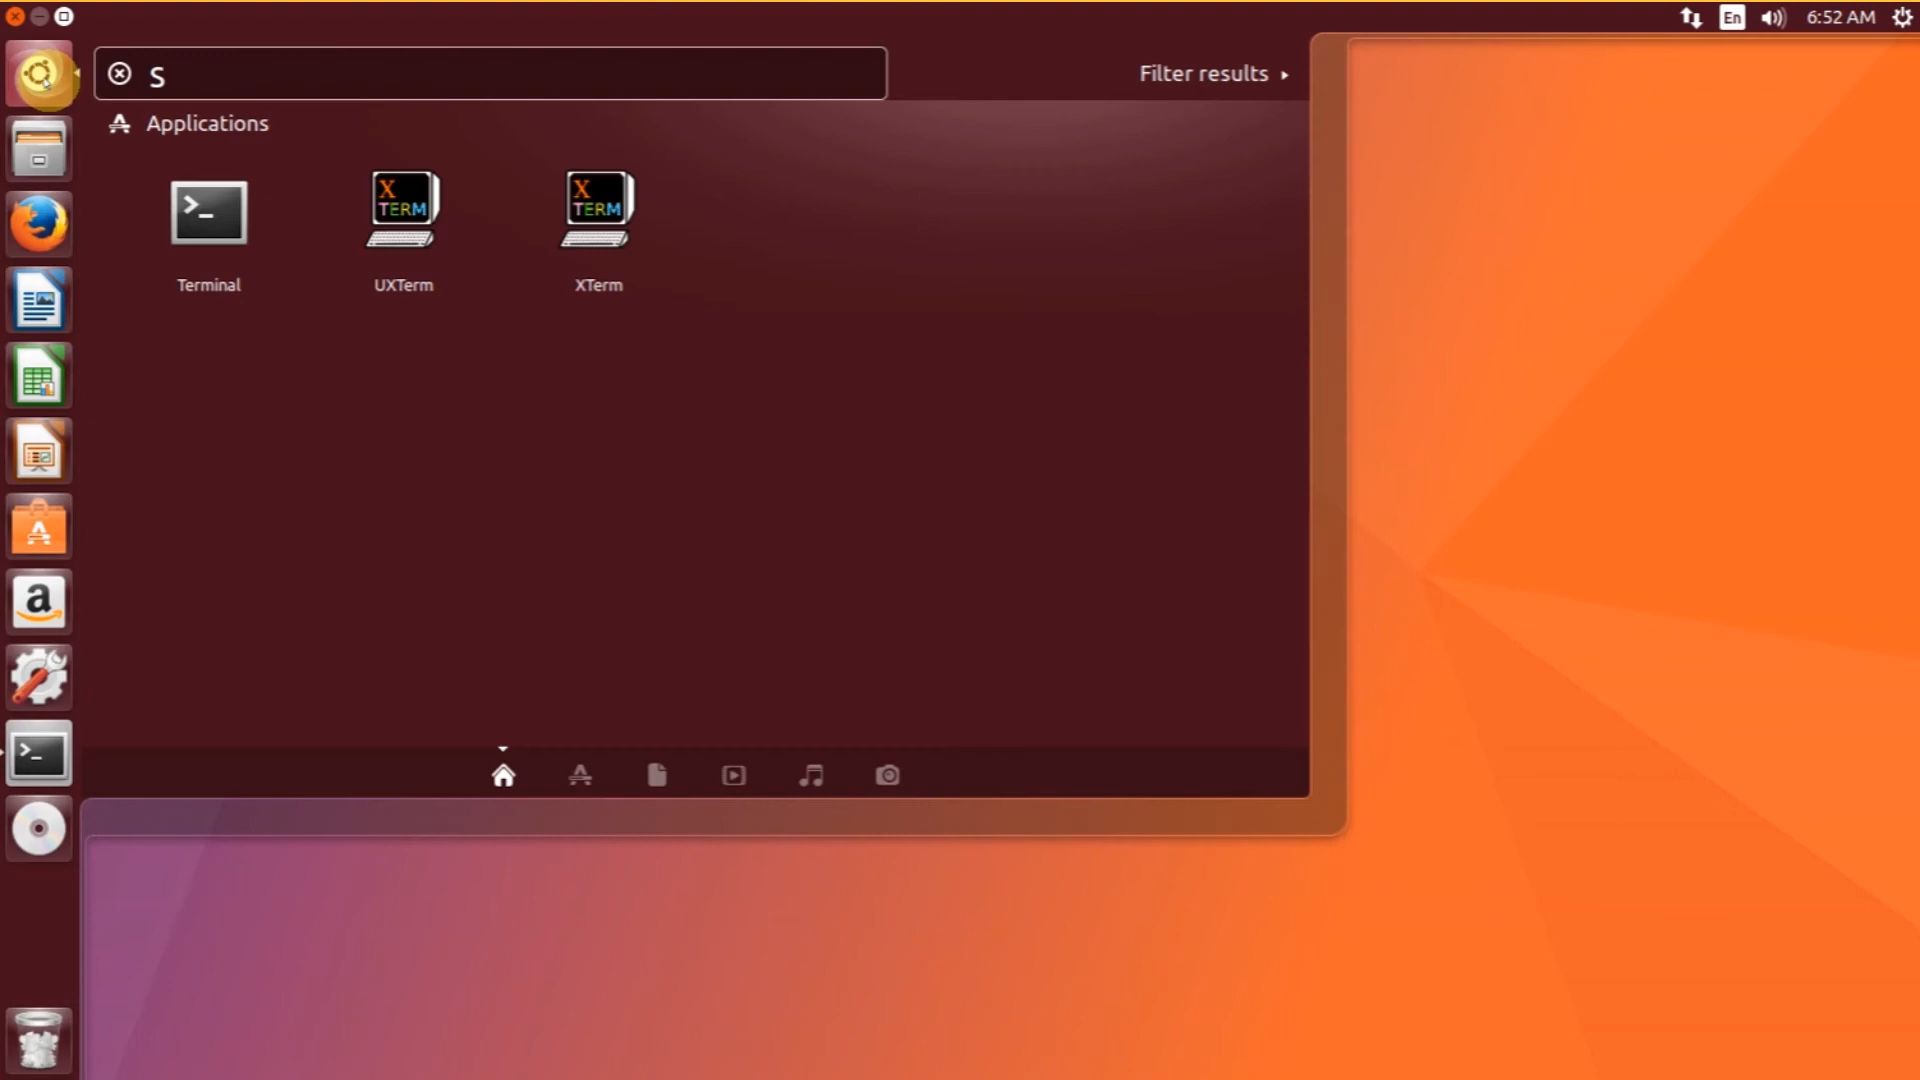 En
6:52 AM
S
Filter results
Applications
>_
X
TERM
X
TERM
Terminal
UXTerm
XTerm
a
>_